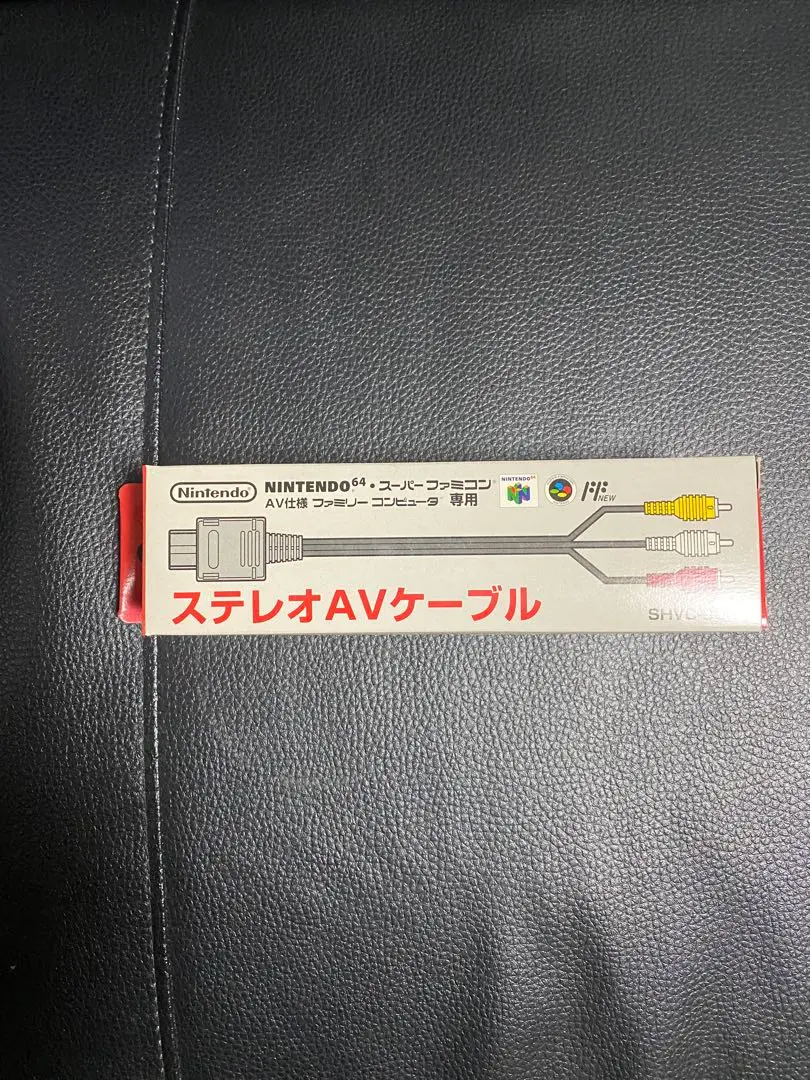 Nintendo
NINTENDO64・スーパーファミコン
AV仕様 ファミリー コンピュータ 専用
NINTENDO64
NEW
ステレオAVケーブル